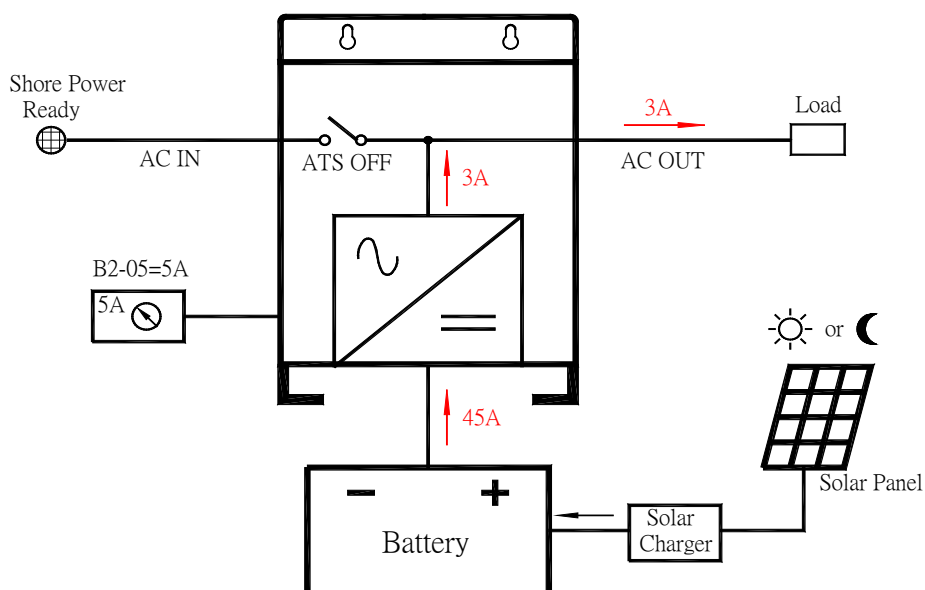 Shore Power
Ready
AC IN
ATS OFF
3A
AC OUT
Load
3A
B2-05=5A
5A
or
45A
Solar Panel
Battery
Solar
Charger